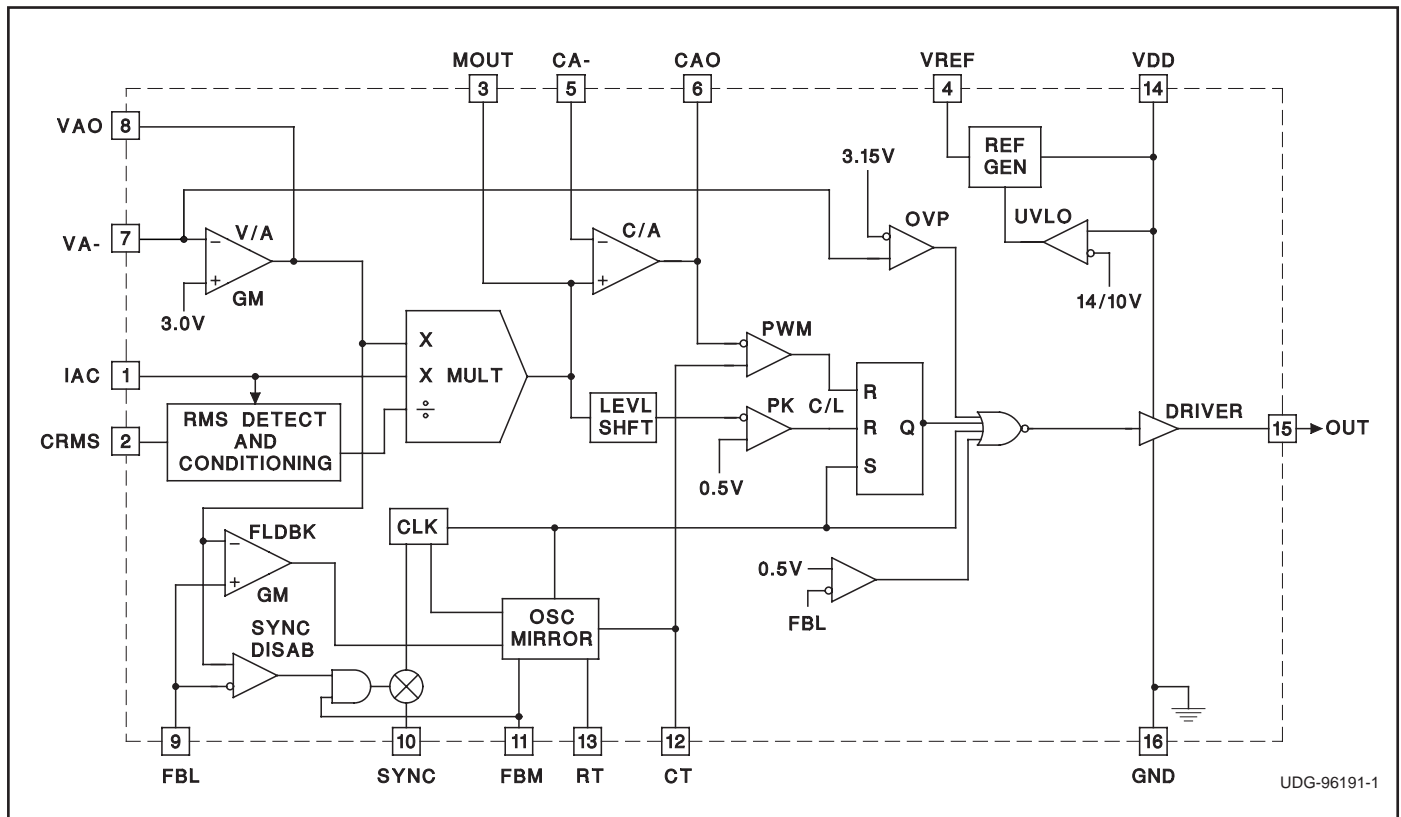 MOUT CA- CAO VREF VDD
3 5 6 4 14
VAO 8
3.15V
REF
GEN
OVP
UVLO
VA- 7
V/A
C/A
−
+
−
+
GM
3.0V
14/10V
PWM
IAC 1
X
X MULT
÷
LEVL
SHFT
PK C/L
R
R Q
S
DRIVER
15 OUT
CRMS 2
RMS DETECT
AND
CONDITIONING
0.5V
CLK
FLDBK
−
+
GM
0.5V
FBL
SYNC
DISAB
OSC
MIRROR
9 10 11 13 12 16
FBL SYNC FBM RT CT GND
UDG-96191-1